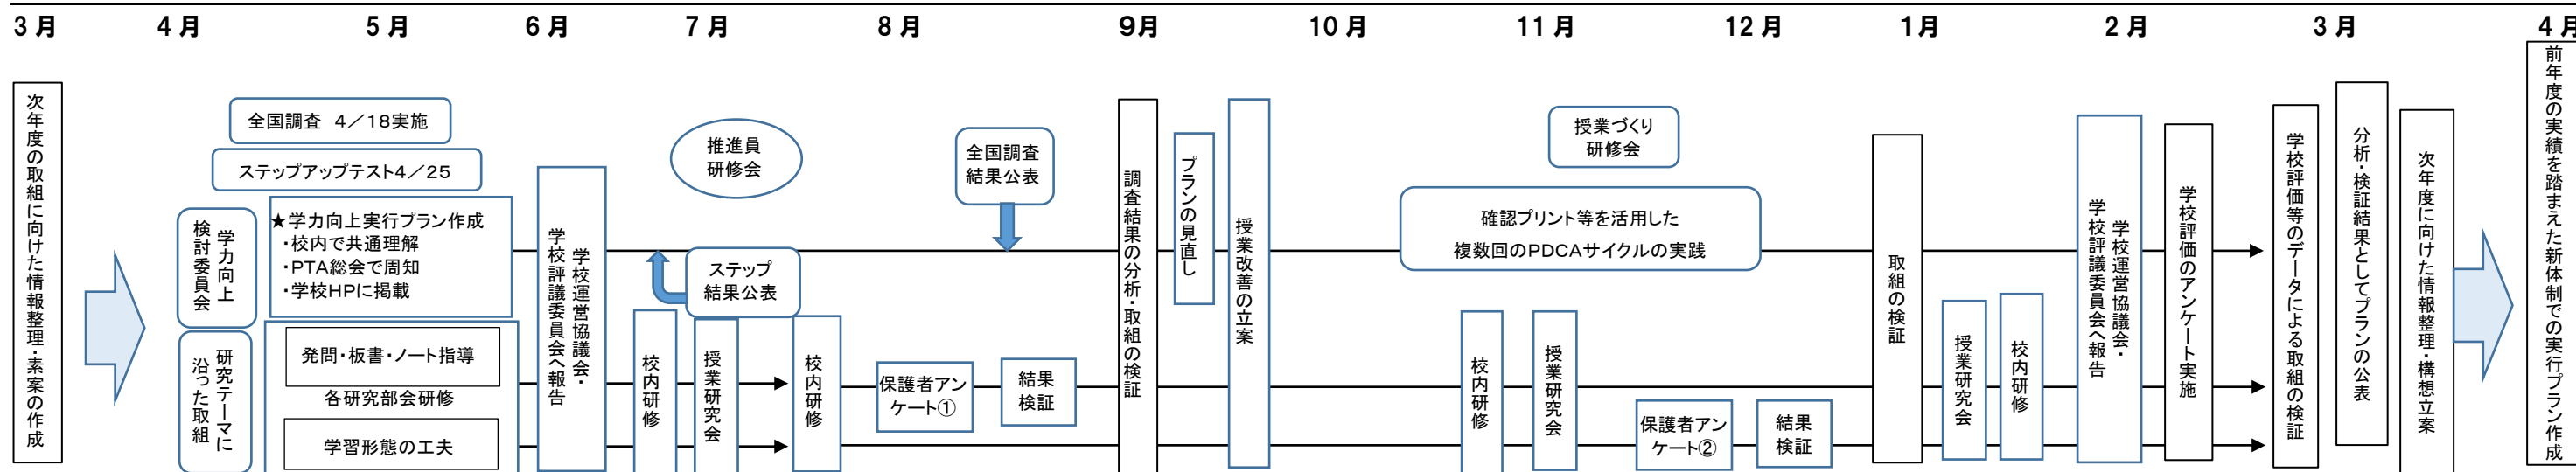 3月
4月
5月
6月
7月
8月
9月
10月
11月
12月
1月
2月
3月
4月
次年度の取組に向けた情報整理・素案の作成
全国調査 4／18実施
ステップアップテスト4／25
学力向上
検討委員会
★学力向上実行プラン作成
・校内で共通理解
・PTA総会で周知
・学校HPに掲載
研究テーマに
沿った取組
発問・板書・ノート指導
各研究部会研修
学習形態の工夫
学校運営協議会・
学校評議委員会へ報告
推進員
研修会
ステップ
結果公表
校内研修
授業研究会
校内研修
全国調査
結果公表
保護者アン
ケート①
結果
検証
調査結果の分析・取組の検証
プランの見直し
授業改善の立案
授業づくり
研修会
確認プリント等を活用した
複数回のPDCAサイクルの実践
校内研修
授業研究会
保護者アン
ケート②
結果
検証
取組の検証
授業研究会
校内研修
学校運営協議会・
学校評議委員会へ報告
学校評価のアンケート実施
学校評価等のデータによる取組の検証
分析・検証結果としてプランの公表
次年度に向けた情報整理・構想立案
前年度の実績を踏まえた新体制での実行プラン作成